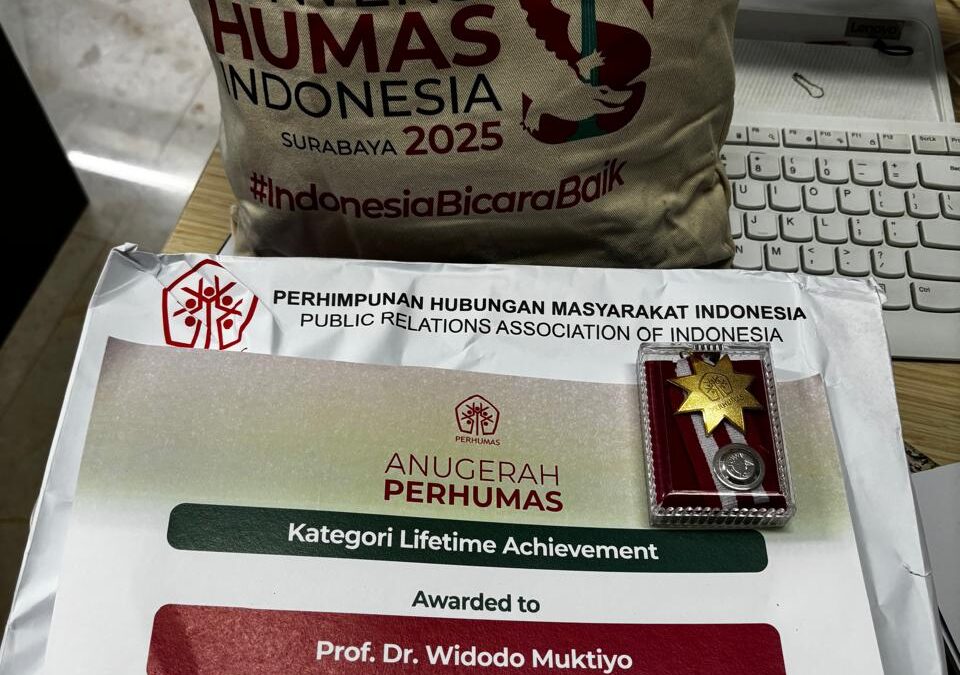 HUMAS
INDONESIA
SURABAYA 2025
#IndonesiaBicaraBaik
Lenovo
PERHIMPUNAN HUBUNGAN MASYARAKAT INDONESIA
PUBLIC RELATIONS ASSOCIATION OF INDONESIA
PERHUMAS
ANUGERAH
PERHUMAS
Kategori Lifetime Achievement
Awarded to
Prof. Dr. Widodo Muktiyo